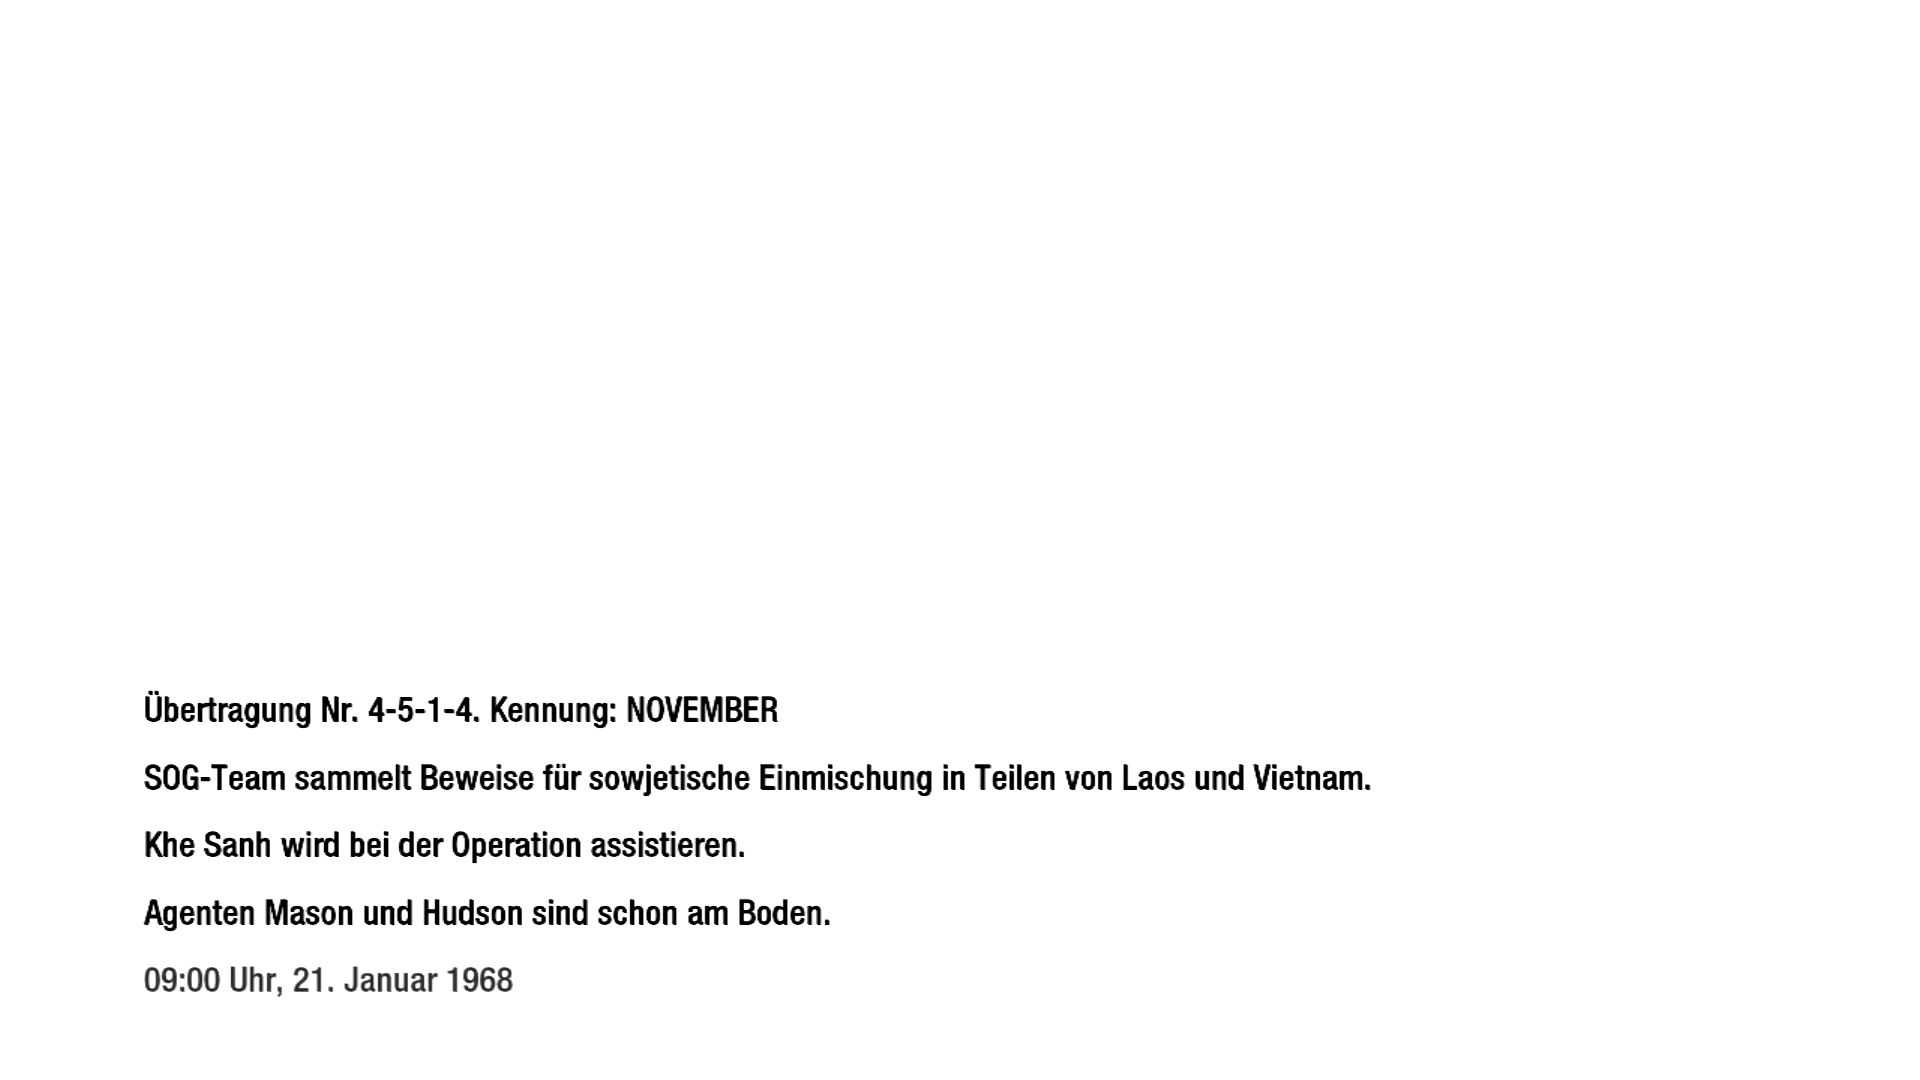 Übertragung Nr. 4-5-1-4. Kennung: NOVEMBER
SOG-Team sammelt Beweise für sowjetische Einmischung in Teilen von Laos und Vietnam.
Khe Sanh wird bei der Operation assistieren.
Agenten Mason und Hudson sind schon am Boden.
09:00 Uhr, 21. Januar 1968